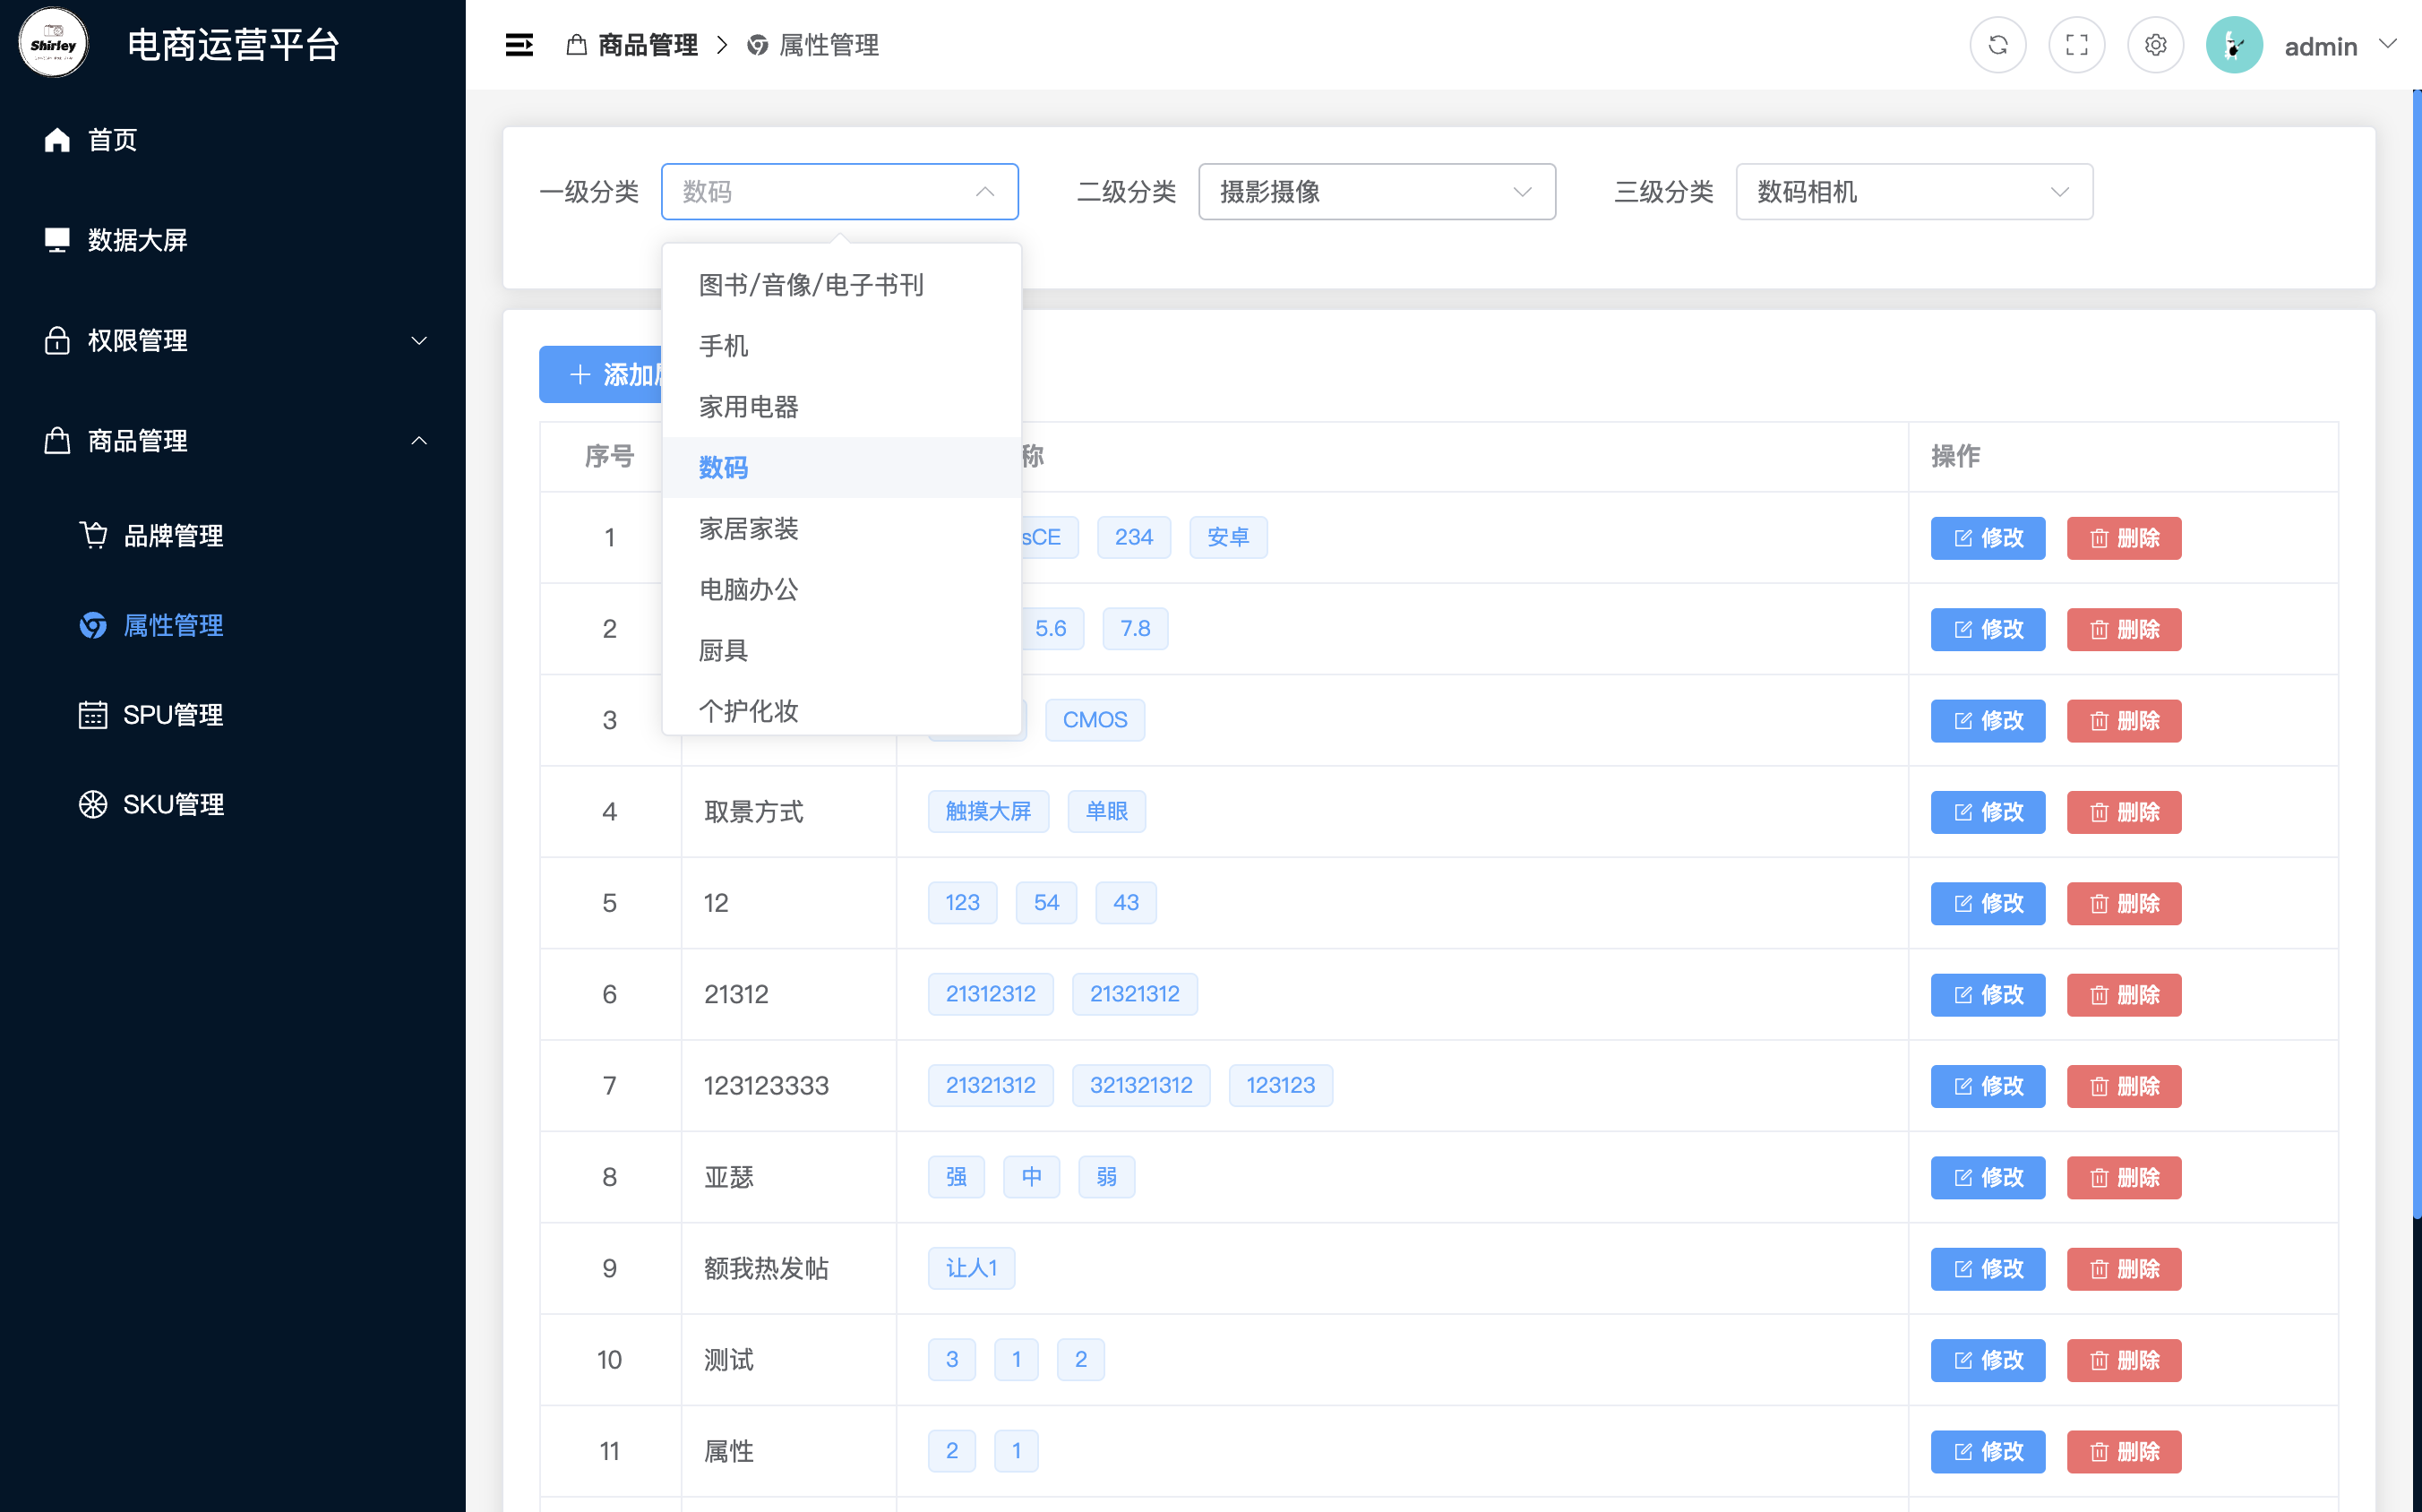 Shirley
电商运营平台
商品管理
属性管理
admin
首页
数据大屏
权限管理
商品管理
品牌管理
属性管理
SPU管理
SKU管理
一级分类 数码 二级分类 摄影摄像 三级分类 数码相机
图书/音像/电子书刊
手机
家用电器
数码
家居家装
电脑办公
厨具
个护化妆
添加
序号 称 操作
1 sCE 234 安卓 修改 删除
2 5.6 7.8 修改 删除
3 CMOS 修改 删除
4 取景方式 触摸大屏 单眼 修改 删除
5 12 123 54 43 修改 删除
6 21312 21312312 21321312 修改 删除
7 123123333 21321312 321321312 123123 修改 删除
8 亚瑟 强 中 弱 修改 删除
9 额我热发帖 让人1 修改 删除
10 测试 3 1 2 修改 删除
11 属性 2 1 修改 删除